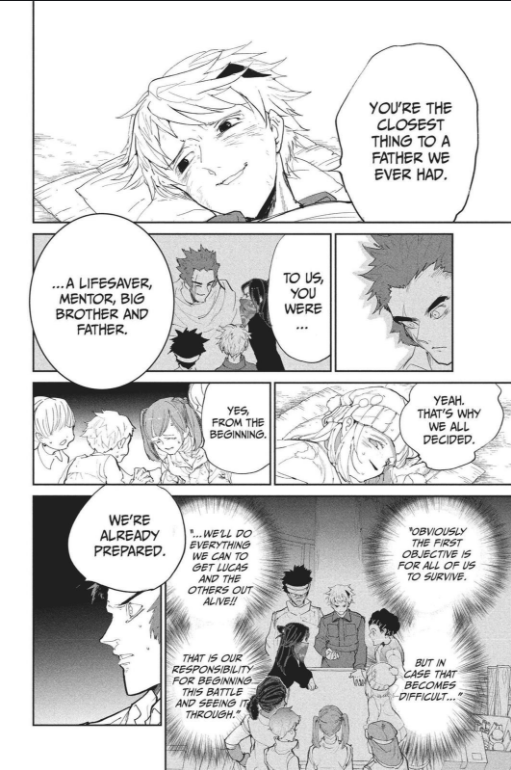 YOU'RE THE
CLOSEST
THING TO A
FATHER WE
EVER HAD.
TO US,
YOU
WERE
...
...A LIFESAVER,
MENTOR, BIG
BROTHER AND
FATHER.
YEAH.
THAT'S WHY
WE ALL
DECIDED.
YES,
FROM THE
BEGINNING.
"OBVIOUSLY
THE FIRST
OBJECTIVE IS
FOR ALL OF US
TO SURVIVE.
BUT IN
CASE THAT
BECOMES
DIFFICULT..."
"...WE'LL DO
EVERYTHING
WE CAN TO
GET LUCAS
AND THE
OTHERS OUT
ALIVE!!
THAT IS OUR
RESPONSIBILITY
FOR BEGINNING
THIS BATTLE
AND SEEING IT
THROUGH."
WE'RE
ALREADY
PREPARED.